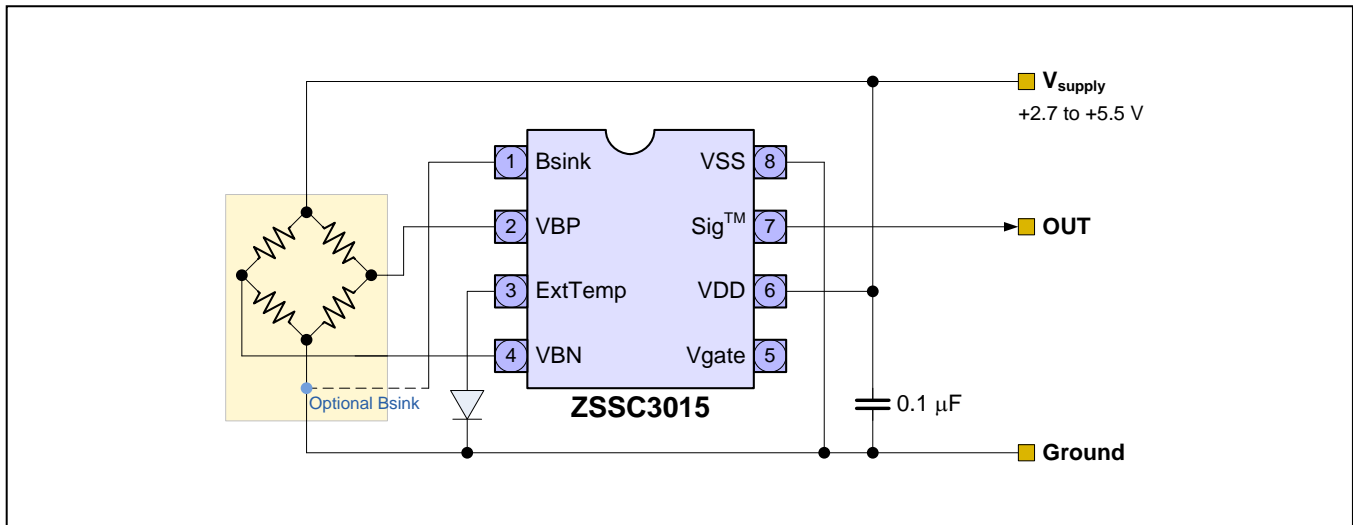 Vsupply
+2.7 to +5.5 V
1 Bsink VSS 8
2 VBP Sig™ 7 OUT
3 ExtTemp VDD 6
4 VBN Vgate 5
Optional Bsink
ZSSC3015
0.1 μF
Ground